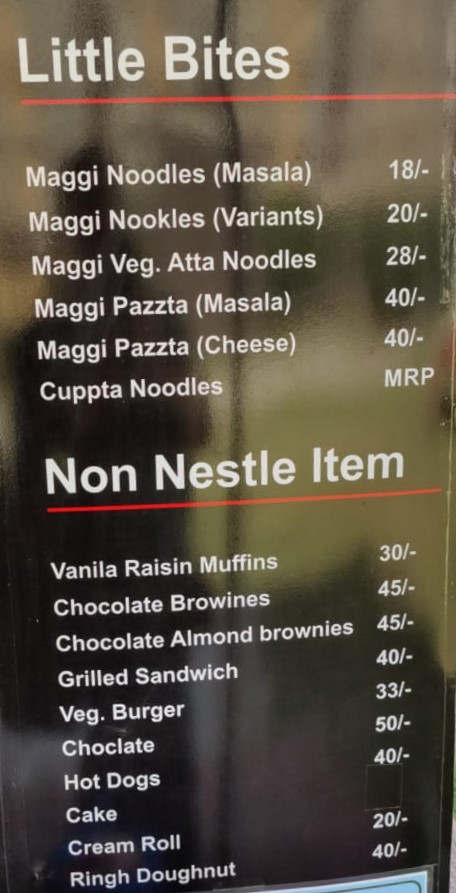 Little Bites
Maggi Noodles (Masala) 18/-
Maggi Nookles (Variants) 20/-
Maggi Veg. Atta Noodles 28/-
Maggi Pazzta (Masala) 40/-
Maggi Pazzta (Cheese) 40/-
Cuppta Noodles MRP
Non Nestle Item
Vanila Raisin Muffins 30/-
Chocolate Browines 45/-
Chocolate Almond brownies 45/-
Grilled Sandwich 40/-
Veg. Burger 33/-
Choclate 50/-
Hot Dogs 40/-
Cake
Cream Roll 20/-
Ringh Doughnut 40/-